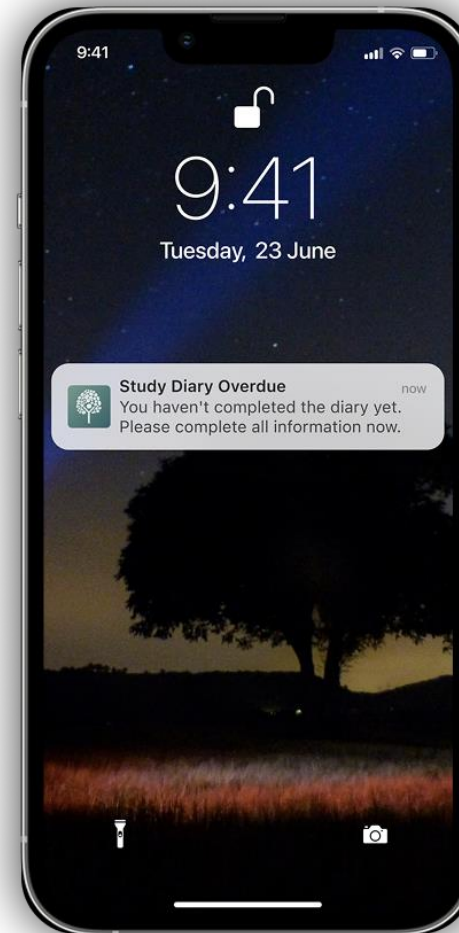 9:41
9:41
Tuesday, 23 June
Study Diary Overdue
now
You haven't completed the diary yet.
Please complete all information now.